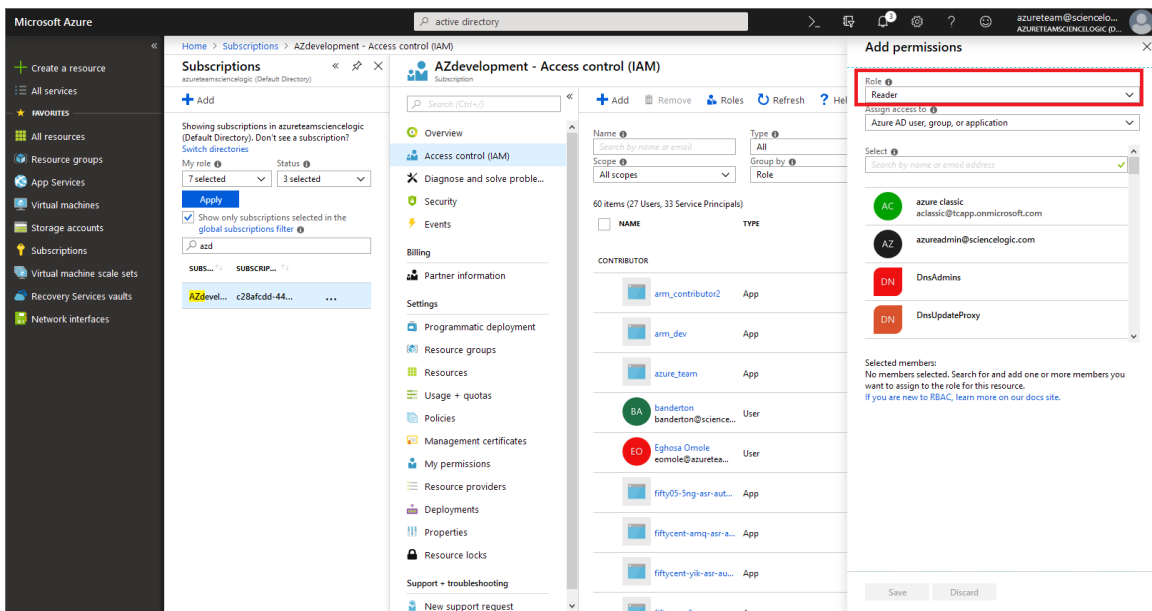 Microsoft Azure
active directory
3
azureteam@sciencelo...
AZURETEAMSCIENCELOGIC (D...
Create a resource
All services
FAVORITES
All resources
Resource groups
App Services
Virtual machines
Storage accounts
Subscriptions
Virtual machine scale sets
Recovery Services vaults
Network interfaces
Home > Subscriptions > AZdevelopment - Access control (IAM)
Subscriptions
azureteamsciencelogic (Default Directory)
Add
Showing subscriptions in azureteamsciencelogic
(Default Directory). Don't see a subscription?
Switch directories
My role
Status
7 selected
3 selected
Apply
Show only subscriptions selected in the
global subscriptions filter
azd
SUBS...
SUBSCRIP...
AZdevel...
c28afcdd-44...
...
AZdevelopment - Access control (IAM)
Subscription
Search (Ctrl+/)
Overview
Access control (IAM)
Diagnose and solve proble...
Security
Events
Billing
Partner information
Settings
Programmatic deployment
Resource groups
Resources
Usage + quotas
Policies
Management certificates
My permissions
Resource providers
Deployments
Properties
Resource locks
Support + troubleshooting
New support request
Add
Remove
Roles
Refresh
? Hel
Name
Type
Search by name or email
All
Scope
Group by
All scopes
Role
60 items (27 Users, 33 Service Principals)
NAME
TYPE
CONTRIBUTOR
arm_contributor2
App
arm_dev
App
azure_team
App
BA
banderton
banderton@science...
User
EO
Eghosa Omole
eomole@azuretea...
User
fifty05-5ng-asr-aut...
App
fiftycent-amq-asr-a...
App
fiftycent-yik-asr-au...
App
Add permissions
Role
Reader
Assign access to
Azure AD user, group, or application
Select
Search by name or email address
AC
azure classic
aclassic@tcapp.onmicrosoft.com
AZ
azureadmin@sciencelogic.com
DN
DnsAdmins
DN
DnsUpdateProxy
Selected members:
No members selected. Search for and add one or more members you
want to assign to the role for this resource.
If you are new to RBAC, learn more on our docs site.
Save
Discard